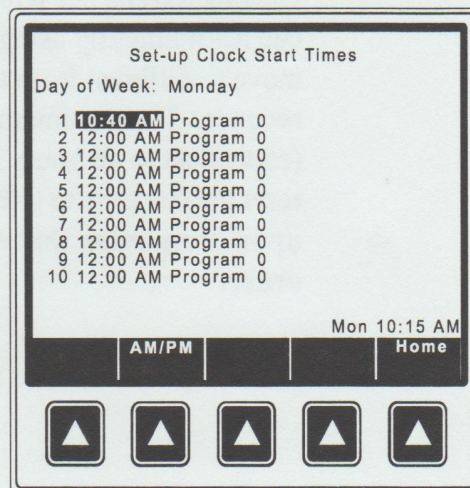 Set-up Clock Start Times
Day of Week: Monday
1 10:40 AM Program 0
2 12:00 AM Program 0
3 12:00 AM Program 0
4 12:00 AM Program 0
5 12:00 AM Program 0
6 12:00 AM Program 0
7 12:00 AM Program 0
8 12:00 AM Program 0
9 12:00 AM Program 0
10 12:00 AM Program 0
Mon 10:15 AM
AM/PM Home